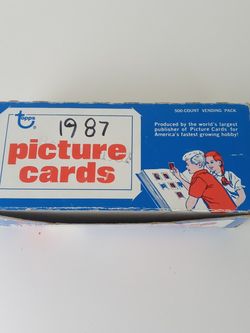 topps
®
1987
picture
cards
500-COUNT VENDING PACK
Produced by the world's largest
publisher of Picture Cards for
America's fastest growing hobby!